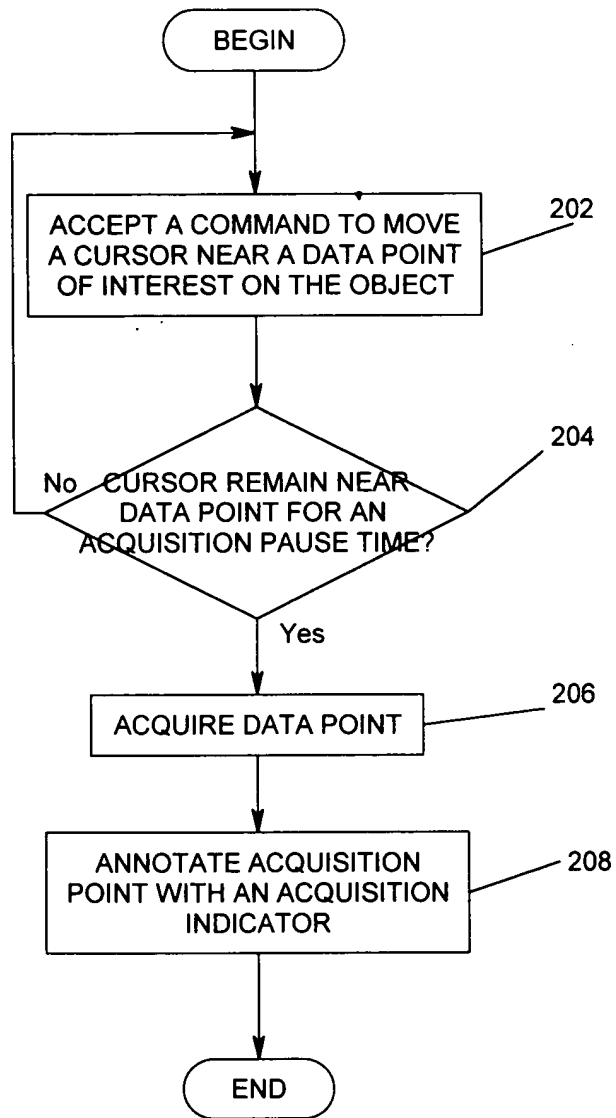 BEGIN
ACCEPT A COMMAND TO MOVE
A CURSOR NEAR A DATA POINT
OF INTEREST ON THE OBJECT
202
No
CURSOR REMAIN NEAR
DATA POINT FOR AN
ACQUISITION PAUSE TIME?
204
Yes
ACQUIRE DATA POINT
206
ANNOTATE ACQUISITION
POINT WITH AN ACQUISITION
INDICATOR
208
END